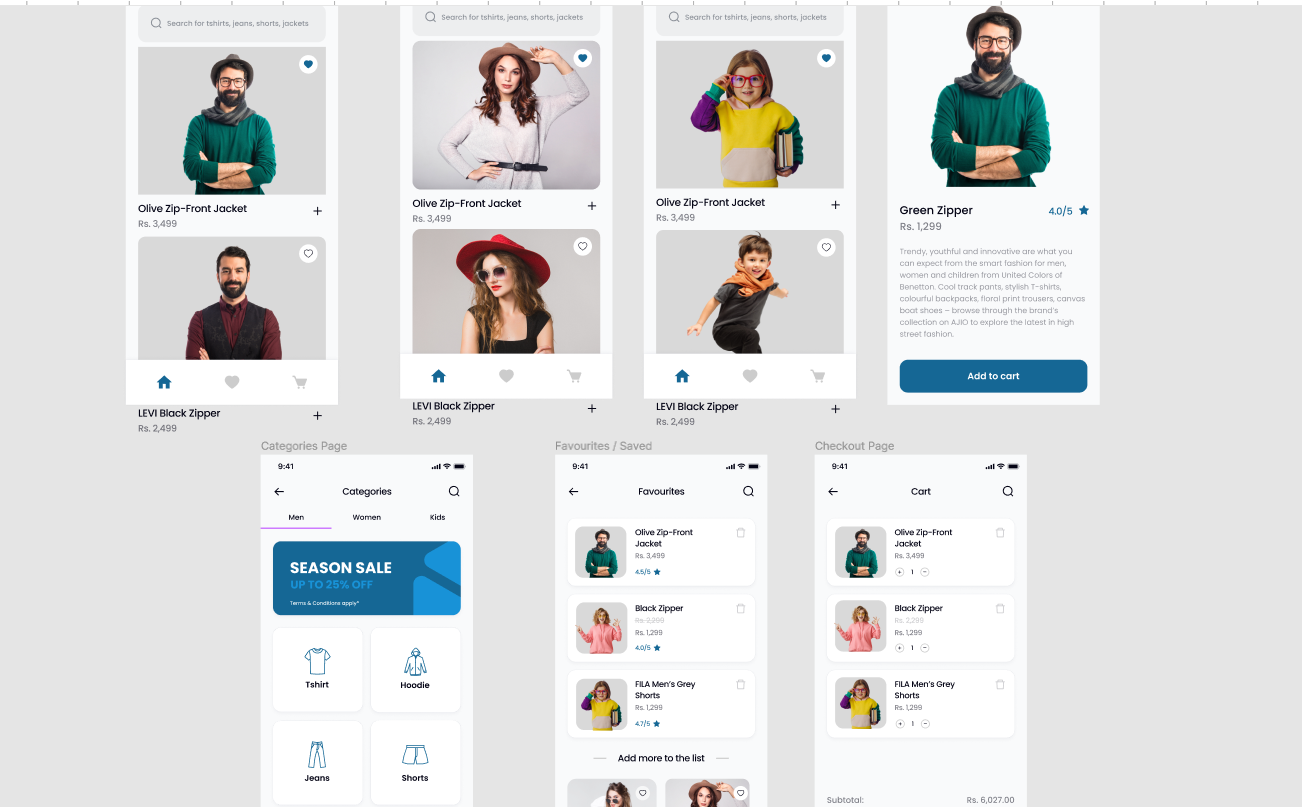 Search for tshirts, jeans, shorts, jackets
Olive Zip-Front Jacket
Rs. 3,499
LEVI Black Zipper
Rs. 2,499
Search for tshirts, jeans, shorts, jackets
Olive Zip-Front Jacket
Rs. 3,499
LEVI Black Zipper
Rs. 2,499
Search for tshirts, jeans, shorts, jackets
Olive Zip-Front Jacket
Rs. 3,499
LEVI Black Zipper
Rs. 2,499
Green Zipper
4.0/5
Rs. 1,299
Trendy, youthful and innovative are what you
can expect from the smart fashion for men,
women and children from United Colors of
Benetton. Cool track pants, stylish T-shirts,
colourful backpacks, floral print trousers, canvas
boat shoes – browse through the brand's
collection on AJIO to explore the latest in high
street fashion.
Add to cart
Categories Page
9:41
Categories
Men Women Kids
SEASON SALE
UP TO 25% OFF
Terms & Conditions apply*
Tshirt
Hoodie
Jeans
Shorts
Favourites / Saved
9:41
Favourites
Olive Zip-Front
Jacket
Rs. 3,499
4.5/5
Black Zipper
Rs. 2,299
Rs. 1,299
4.0/5
FILA Men's Grey
Shorts
Rs. 1,299
4.7/5
Add more to the list
Checkout Page
9:41
Cart
Olive Zip-Front
Jacket
Rs. 3,499
1
Black Zipper
Rs. 2,299
Rs. 1,299
1
FILA Men's Grey
Shorts
Rs. 1,299
1
Subtotal: Rs. 6,027.00